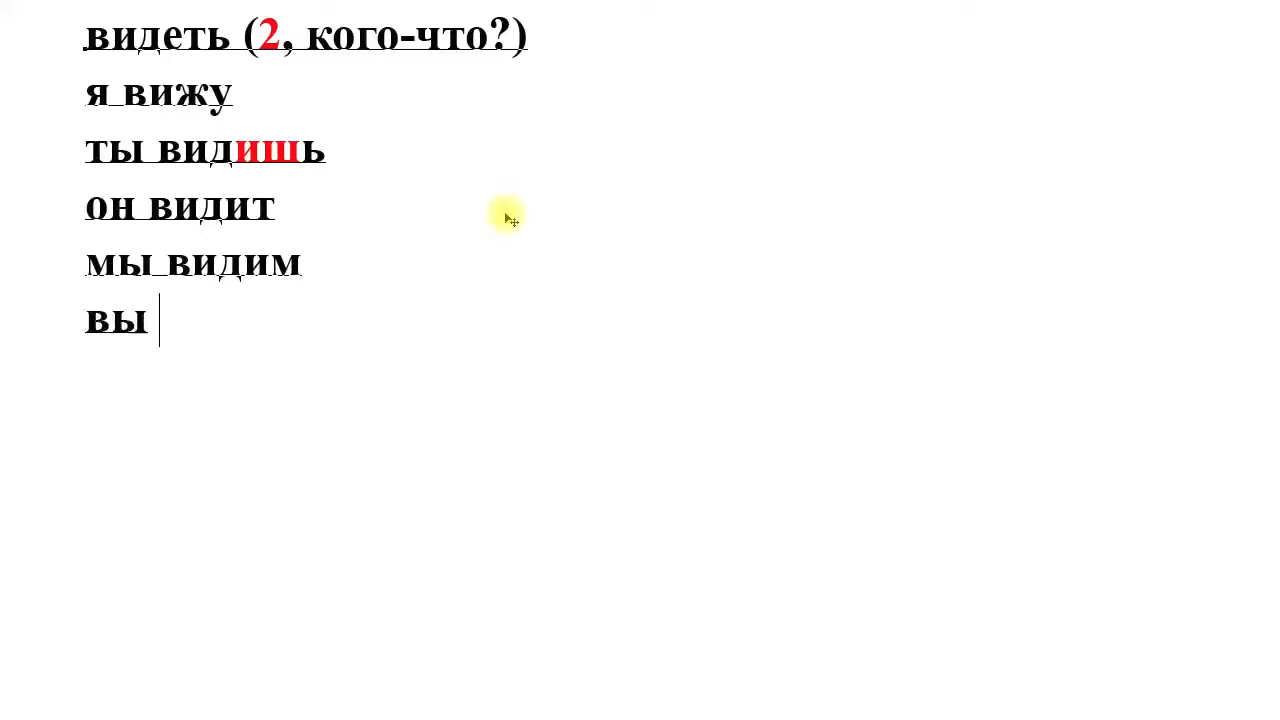 видеть (2, кого-что?)
я вижу
ты видишь
он видит
мы видим
вы